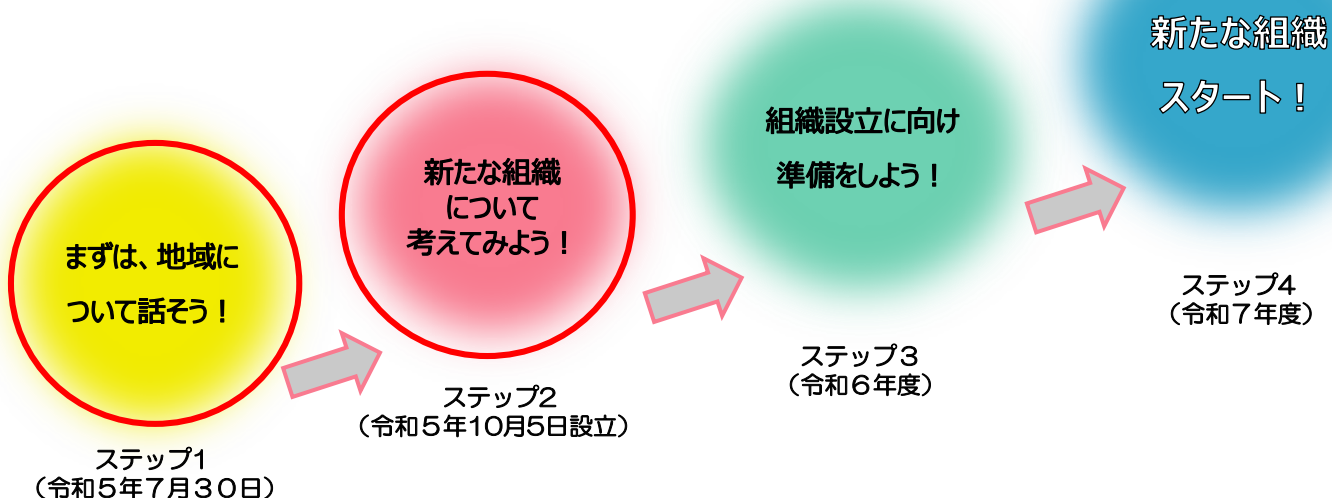 まずは、地域に
ついて話そう！
ステップ1
（令和５年７月３０日）
新たな組織
について
考えてみよう！
ステップ2
（令和５年10月5日設立）
組織設立に向け
準備をしよう！
ステップ３
（令和６年度）
新たな組織
スタート！
ステップ4
（令和７年度）